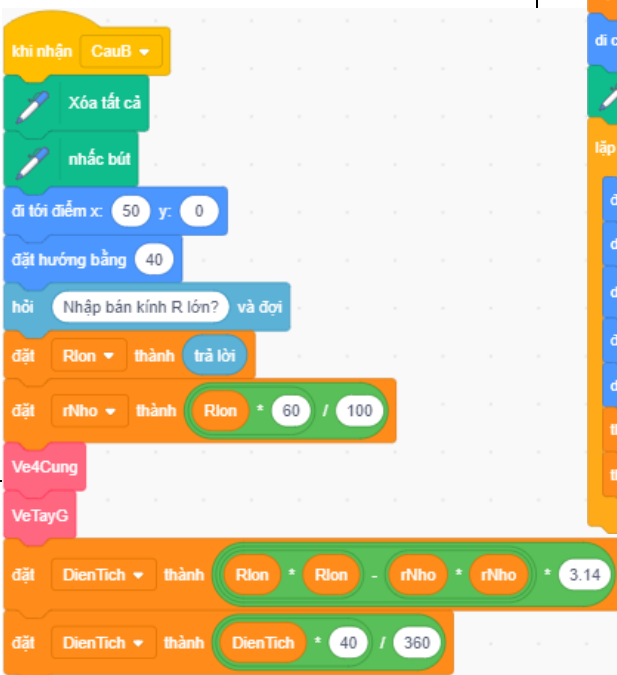 khi nhận CauB
Xóa tất cả
nhấc bút
đi tới điểm x: 50 y: 0
đặt hướng bằng 40
hỏi Nhập bán kính R lớn? và đợi
đặt Rlon thành trả lời
đặt rNho thành Rlon * 60 / 100
Ve4Cung
VeTayG
đặt DienTich thành Rlon * Rlon - rNho * rNho * 3.14
đặt DienTich thành DienTich * 40 / 360
lặp